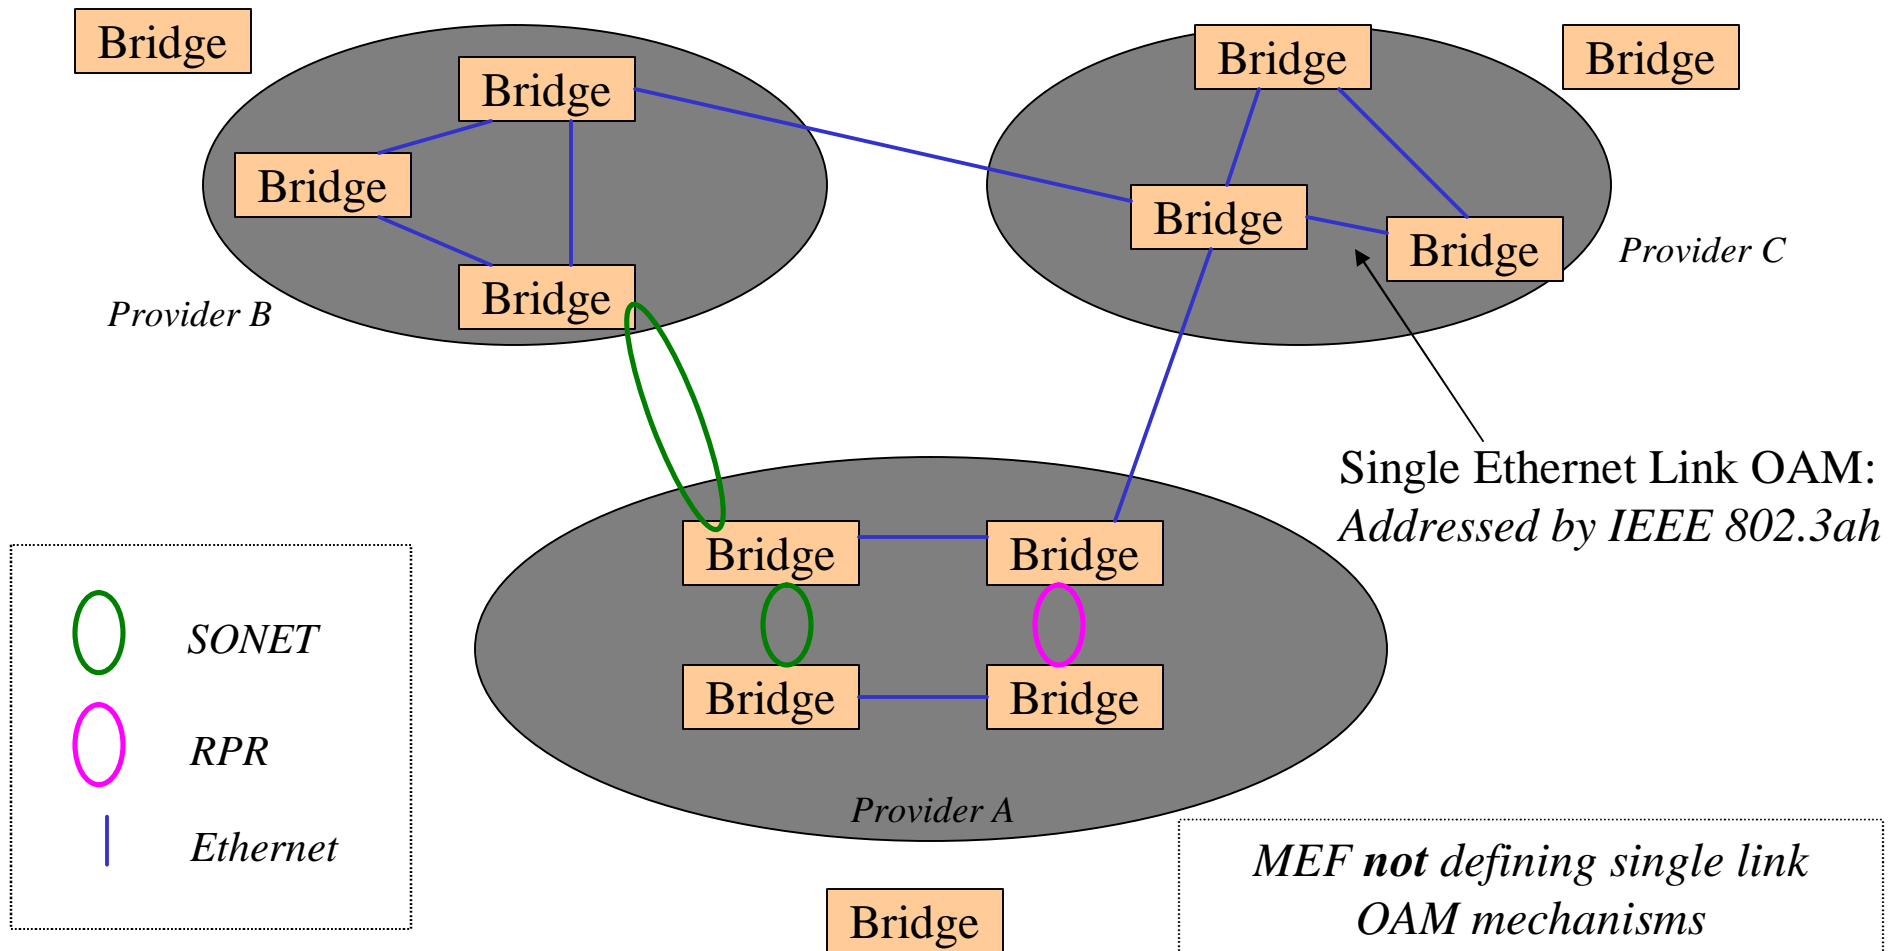 Bridge
Bridge
Bridge
Bridge
Bridge
Bridge
Bridge
Bridge
Provider C
Bridge
Provider B
Single Ethernet Link OAM:
Addressed by IEEE 802.3ah
Bridge
Bridge
SONET
Bridge
Bridge
RPR
Provider A
Ethernet
MEF not defining single link
OAM mechanisms
Bridge